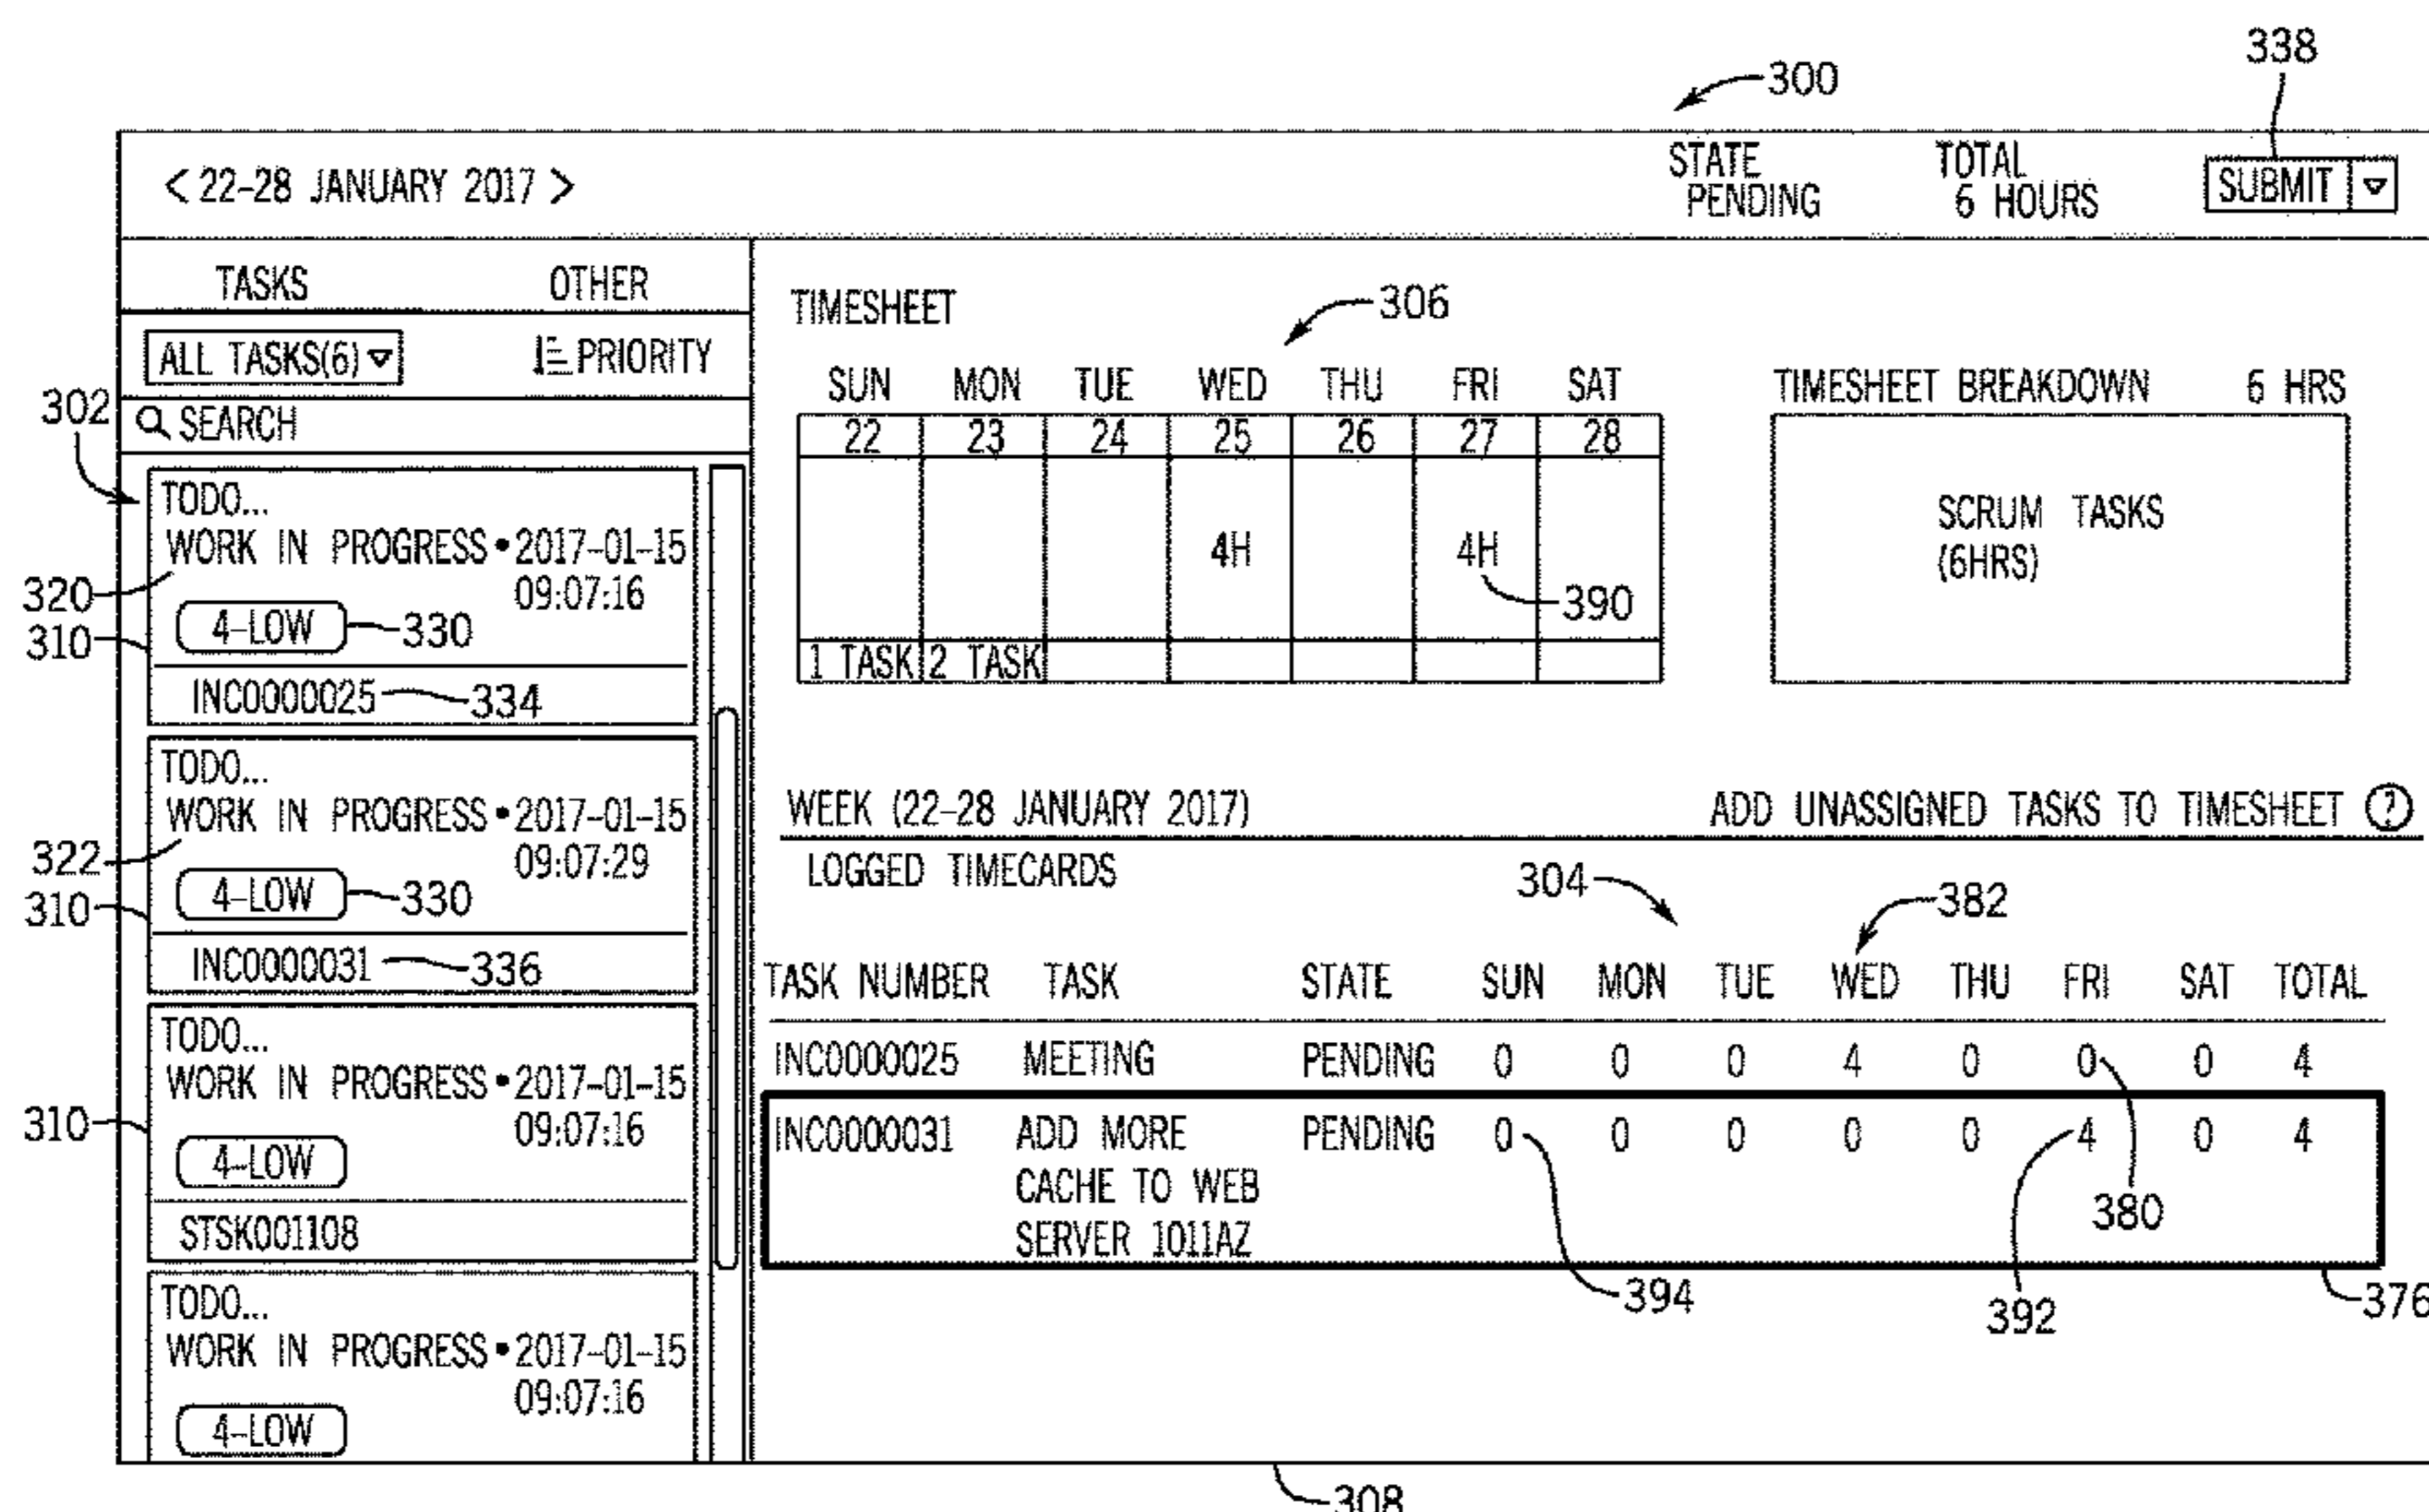 338
300
< 22-28 JANUARY 2017 >
STATE
PENDING
TOTAL
6 HOURS
SUBMIT
TASKS OTHER
ALL TASKS(6) PRIORITY
302
SEARCH
TODO...
WORK IN PROGRESS • 2017-01-15
09:07:16
320
4-LOW 330
310
INC0000025 334
TODO...
WORK IN PROGRESS • 2017-01-15
09:07:29
322
4-LOW 330
310
INC0000031 336
TODO...
WORK IN PROGRESS • 2017-01-15
09:07:16
310
4-LOW
STSK001108
TODO...
WORK IN PROGRESS • 2017-01-15
09:07:16
4-LOW
TIMESHEET
306
SUN MON TUE WED THU FRI SAT
22 23 24 25 26 27 28
4H 4H
390
1 TASK 2 TASK
TIMESHEET BREAKDOWN 6 HRS
SCRUM TASKS
(6HRS)
WEEK (22-28 JANUARY 2017) ADD UNASSIGNED TASKS TO TIMESHEET ?
LOGGED TIMECARDS
304
382
TASK NUMBER TASK STATE SUN MON TUE WED THU FRI SAT TOTAL
INC0000025 MEETING PENDING 0 0 0 4 0 0 0 4
INC0000031 ADD MORE PENDING 0 0 0 0 0 4 0 4
CACHE TO WEB
SERVER 1011AZ
380
394
392
376
308